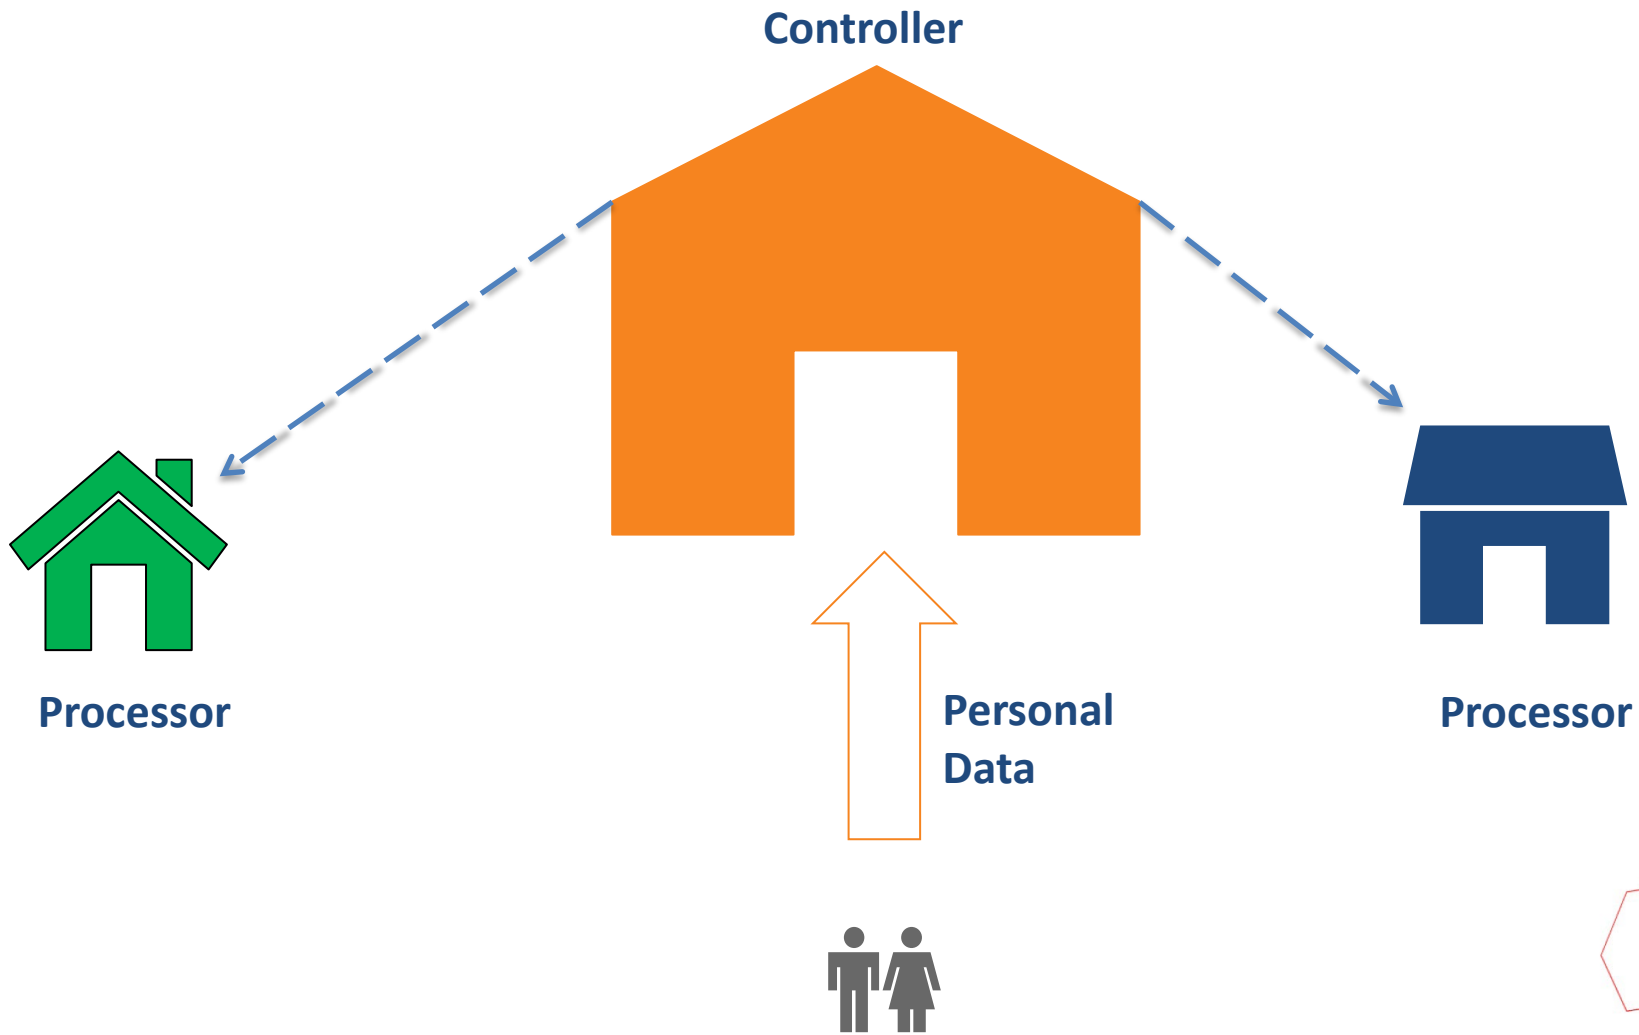 Controller
Processor
Personal
Data
Processor